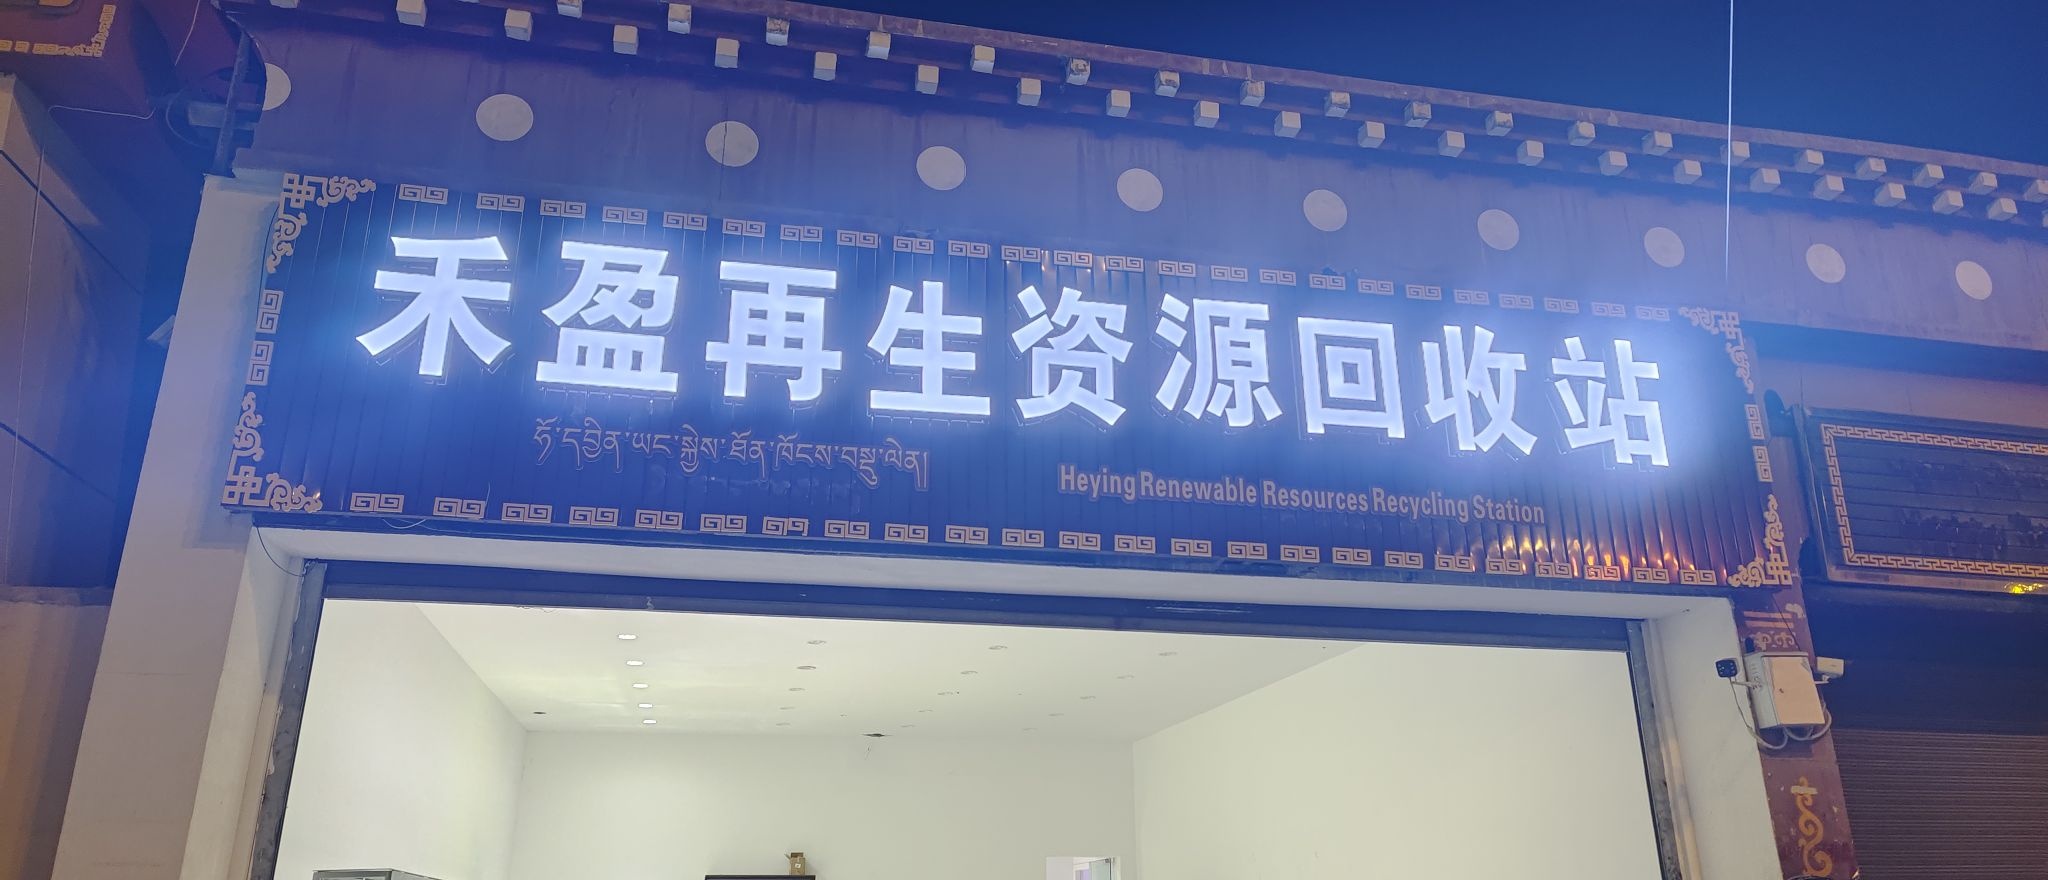 禾盈再生资源回收站
ཧོ་དབྱིན་ཡང་སྐྱེས་ཐོན་ཁོངས་བསྡུ་ལེན།
Heying Renewable Resources Recycling Station